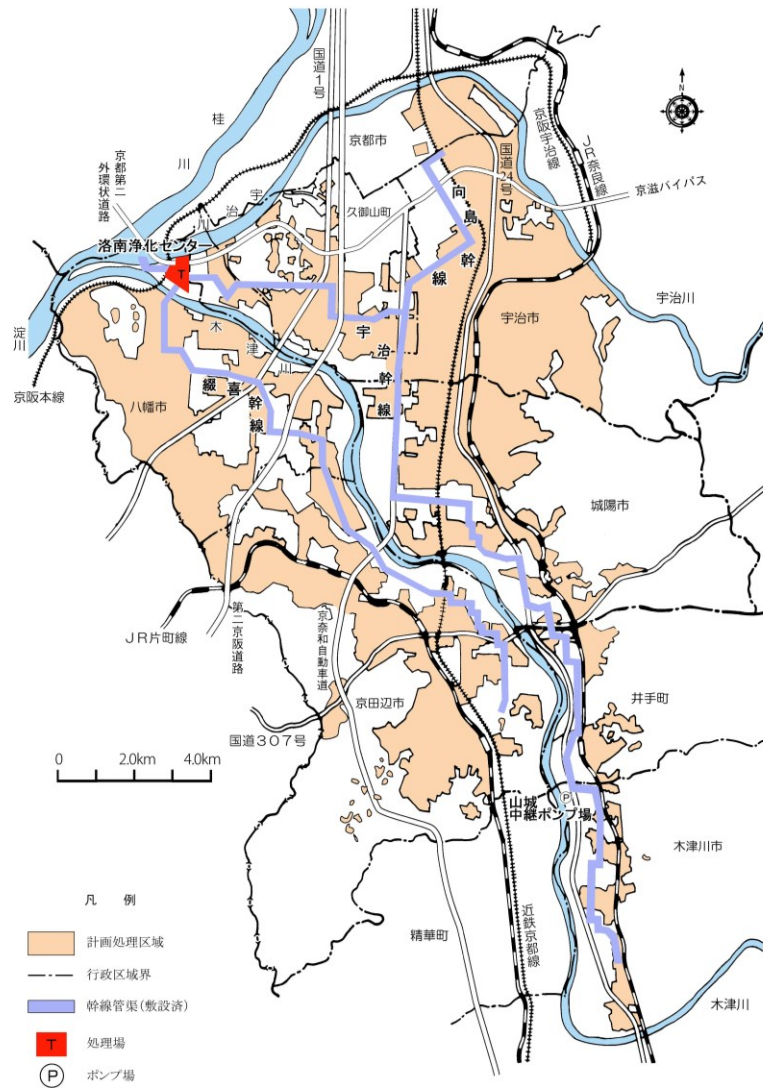 国道1号
桂川
京都市
京都第二
外環状道路
宇治川
久御山町
向島幹線
国道24号
京阪宇治線
JR奈良線
京滋バイパス
洛南浄化センター
T
淀川
木津川
宇治幹線
宇治市
宇治川
京阪本線
八幡市
綴喜幹線
城陽市
JR片町線
第二京阪道路
京奈和自動車道
京田辺市
国道307号
井手町
0 2.0km 4.0km
山城
中継ポンプ場
P
木津川市
精華町
近鉄京都線
木津川
N
凡 例
計画処理区域
行政区域界
幹線管渠(敷設済)
T 処理場
P ポンプ場